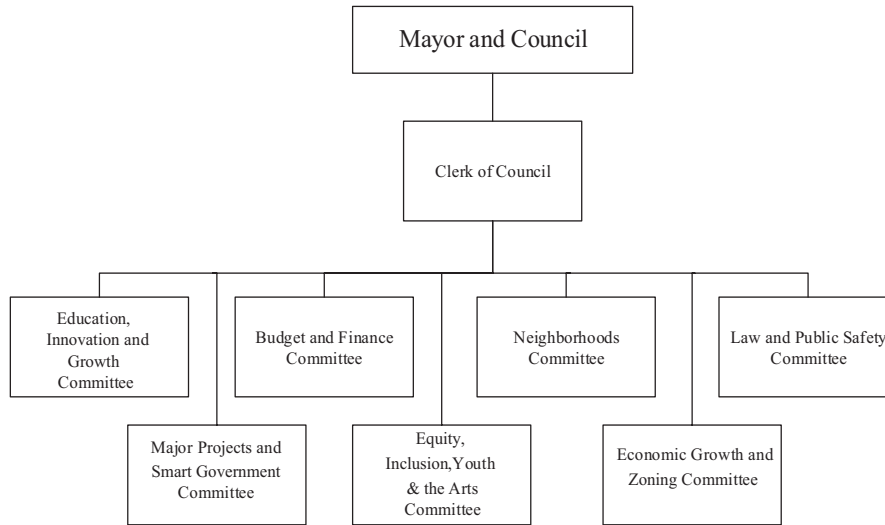 Mayor and Council
Clerk of Council
Education,
Innovation and
Growth
Committee
Budget and Finance
Committee
Neighborhoods
Committee
Law and Public Safety
Committee
Major Projects and
Smart Government
Committee
Equity,
Inclusion,Youth
& the Arts
Committee
Economic Growth and
Zoning Committee